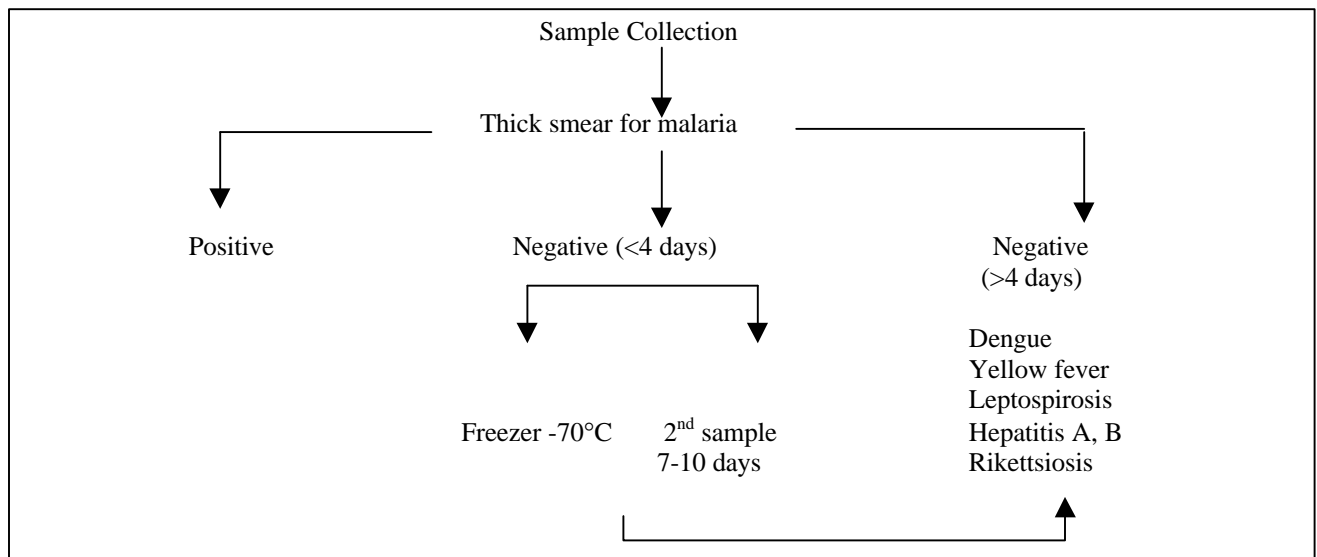 Sample Collection
Thick smear for malaria
Positive
Negative (<4 days)
Negative
(>4 days)
Dengue
Yellow fever
Leptospirosis
Hepatitis A, B
Rikettsiosis
Freezer -70°C
2nd sample
7-10 days